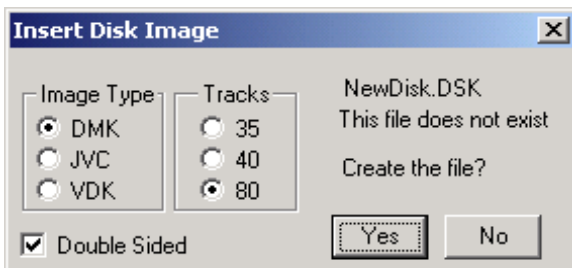 Insert Disk Image
Image Type
DMK
JVC
VDK
Double Sided
Tracks
35
40
80
NewDisk.DSK
This file does not exist
Create the file?
Yes
No